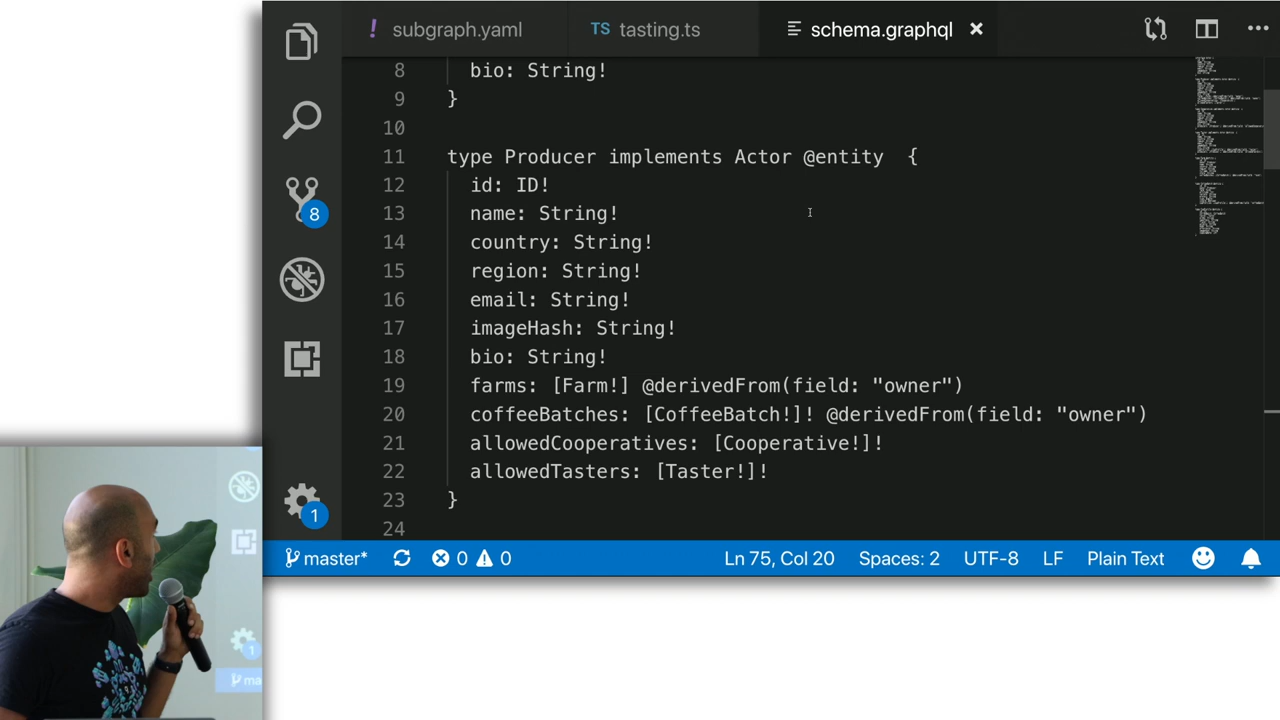 ! subgraph.yaml
TS tasting.ts
schema.graphql ×
8 bio: String!
9 }
10
11 type Producer implements Actor @entity {
12 id: ID!
13 name: String!
14 country: String!
15 region: String!
16 email: String!
17 imageHash: String!
18 bio: String!
19 farms: [Farm!] @derivedFrom(field: "owner")
20 coffeeBatches: [CoffeeBatch!]! @derivedFrom(field: "owner")
21 allowedCooperatives: [Cooperative!]!
22 allowedTasters: [Taster!]!
23 }
24
8
1
master* 0 0 Ln 75, Col 20 Spaces: 2 UTF-8 LF Plain Text
1
ma